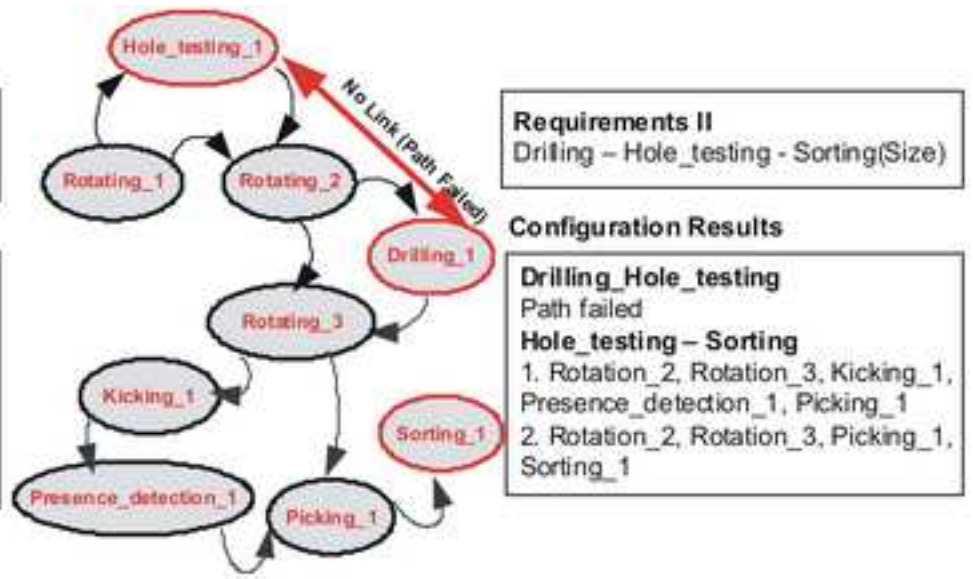 Hole_testing_1
No Link (Path Failed)
Rotating_1
Rotating_2
Drilling_1
Rotating_3
Kicking_1
Sorting_1
Presence_detection_1
Picking_1
Requirements II
Drilling – Hole_testing - Sorting(Size)
Configuration Results
Drilling_Hole_testing
Path failed
Hole_testing – Sorting
1. Rotation_2, Rotation_3, Kicking_1,
Presence_detection_1, Picking_1
2. Rotation_2, Rotation_3, Picking_1,
Sorting_1